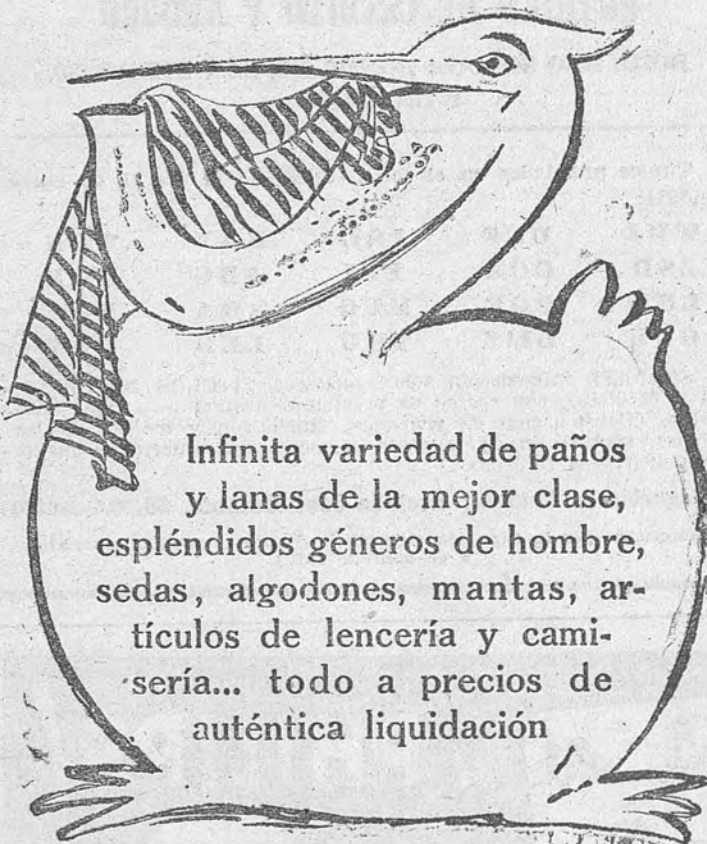 Infinita variedad de paños
y lanas de la mejor clase,
espléndidos géneros de hombre,
sedas, algodones, mantas, ar-
tículos de lencería y cami-
sería... todo a precios de
auténtica liquidación